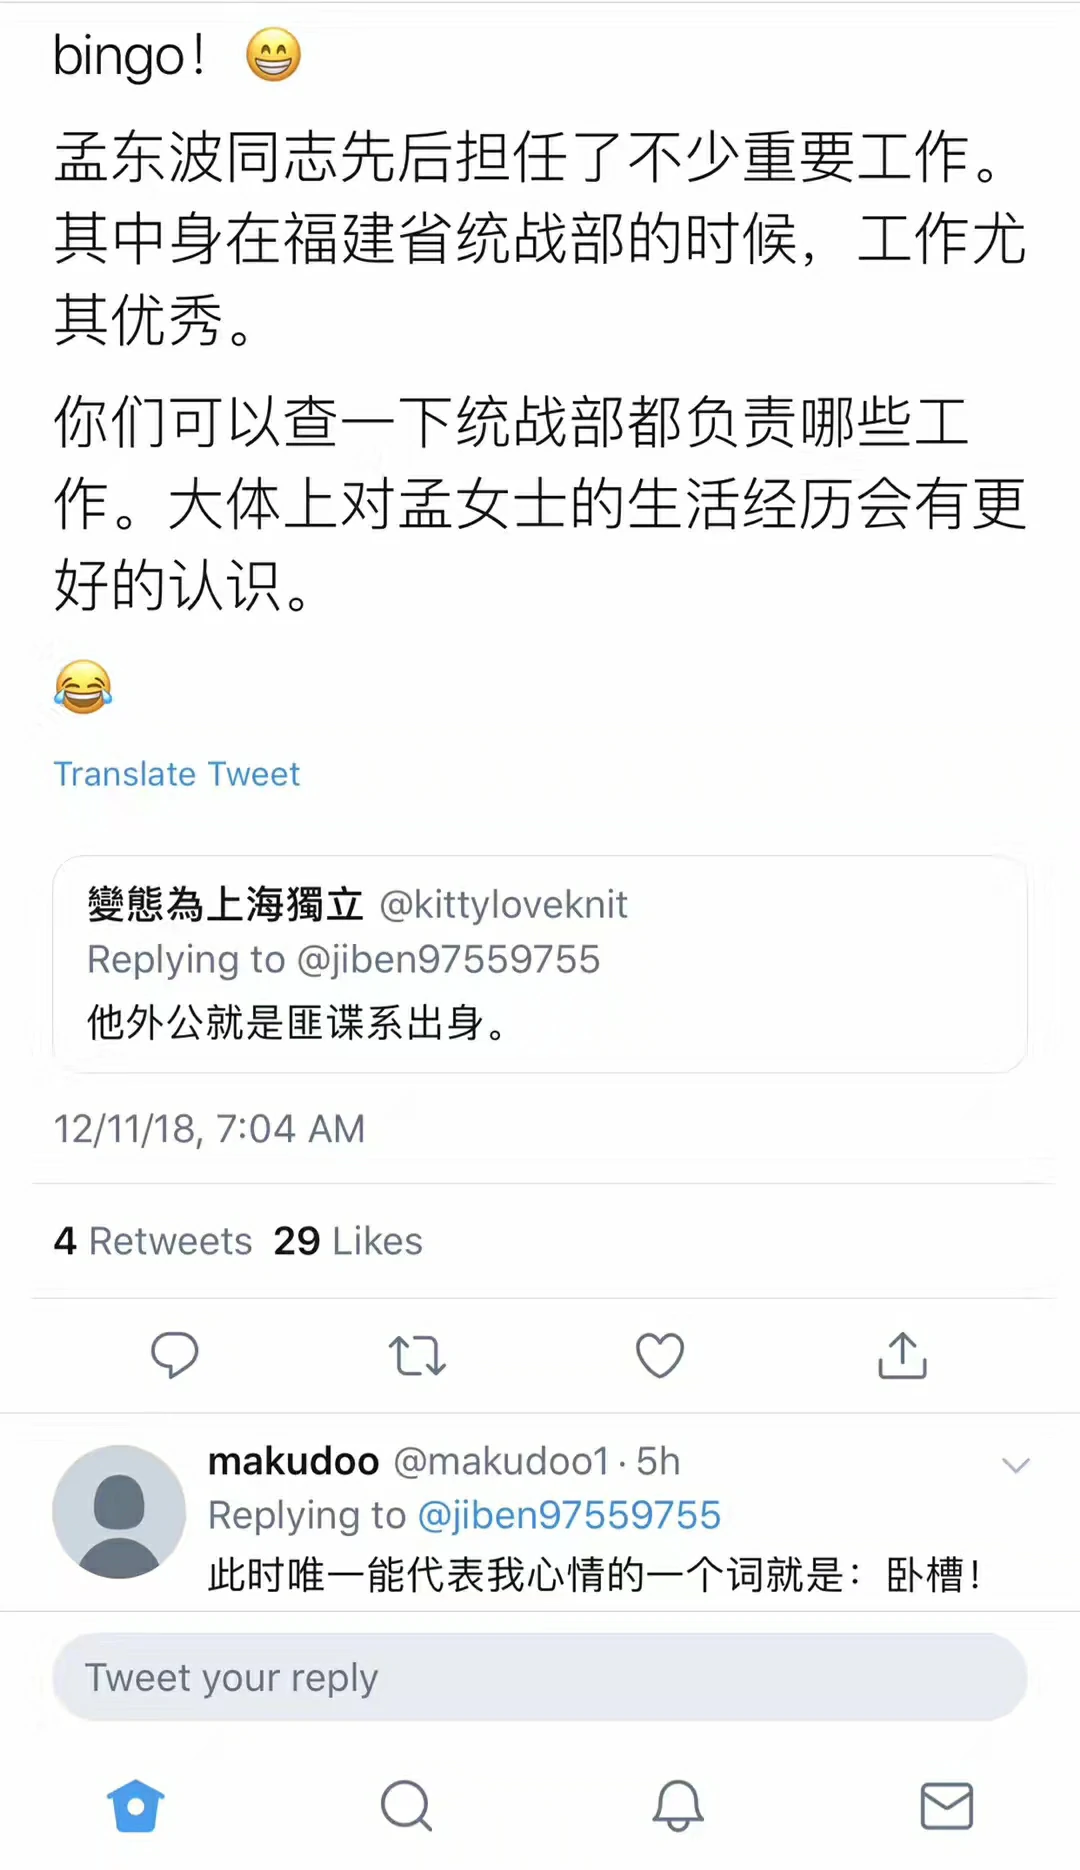 bingo！ 😁
孟东波同志先后担任了不少重要工作。
其中身在福建省统战部的时候，工作尤
其优秀。
你们可以查一下统战部都负责哪些工
作。大体上对孟女士的生活经历会有更
好的认识。
😂
Translate Tweet
變態為上海獨立 @kittyloveknit
Replying to @jiben97559755
他外公就是匪谍系出身。
12/11/18, 7:04 AM
4 Retweets 29 Likes
makudoo @makudoo1 · 5h
Replying to @jiben97559755
此时唯一能代表我心情的一个词就是：卧槽！
Tweet your reply